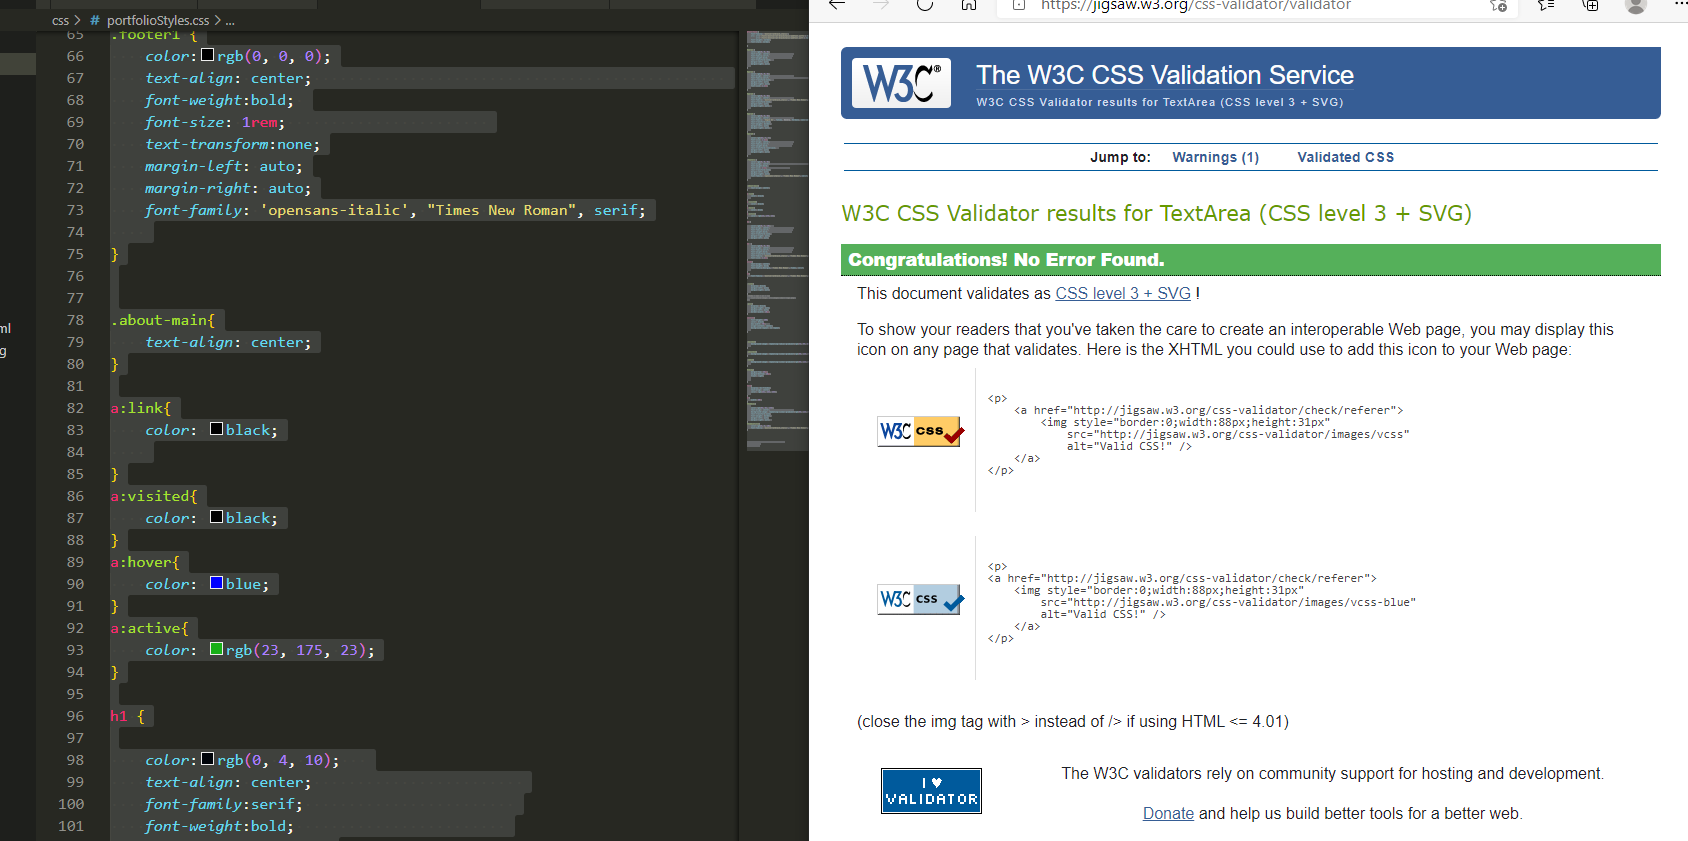 css > # portfolioStyles.css > ...
65 .footer1 {
66 color: rgb(0, 0, 0);
67 text-align: center;
68 font-weight:bold;
69 font-size: 1rem;
70 text-transform:none;
71 margin-left: auto;
72 margin-right: auto;
73 font-family: 'opensans-italic', "Times New Roman", serif;
74
75 }
76
77
78 .about-main{
79 text-align: center;
80 }
81
82 a:link{
83 color: black;
84
85 }
86 a:visited{
87 color: black;
88 }
89 a:hover{
90 color: blue;
91 }
92 a:active{
93 color: rgb(23, 175, 23);
94 }
95
96 h1 {
97
98 color: rgb(0, 4, 10);
99 text-align: center;
100 font-family:serif;
101 font-weight:bold;
ml
g
https://jigsaw.w3.org/css-validator/validator
W3C® The W3C CSS Validation Service
W3C CSS Validator results for TextArea (CSS level 3 + SVG)
Jump to: Warnings (1) Validated CSS
W3C CSS Validator results for TextArea (CSS level 3 + SVG)
Congratulations! No Error Found.
This document validates as CSS level 3 + SVG !
To show your readers that you've taken the care to create an interoperable Web page, you may display this
icon on any page that validates. Here is the XHTML you could use to add this icon to your Web page:
W3C css
<p>
<a href="http://jigsaw.w3.org/css-validator/check/referer">
<img style="border:0;width:88px;height:31px"
src="http://jigsaw.w3.org/css-validator/images/vcss"
alt="Valid CSS!" />
</a>
</p>
W3C css
<p>
<a href="http://jigsaw.w3.org/css-validator/check/referer">
<img style="border:0;width:88px;height:31px"
src="http://jigsaw.w3.org/css-validator/images/vcss-blue"
alt="Valid CSS!" />
</a>
</p>
(close the img tag with > instead of /> if using HTML <= 4.01)
I ♥
VALIDATOR
The W3C validators rely on community support for hosting and development.
Donate and help us build better tools for a better web.